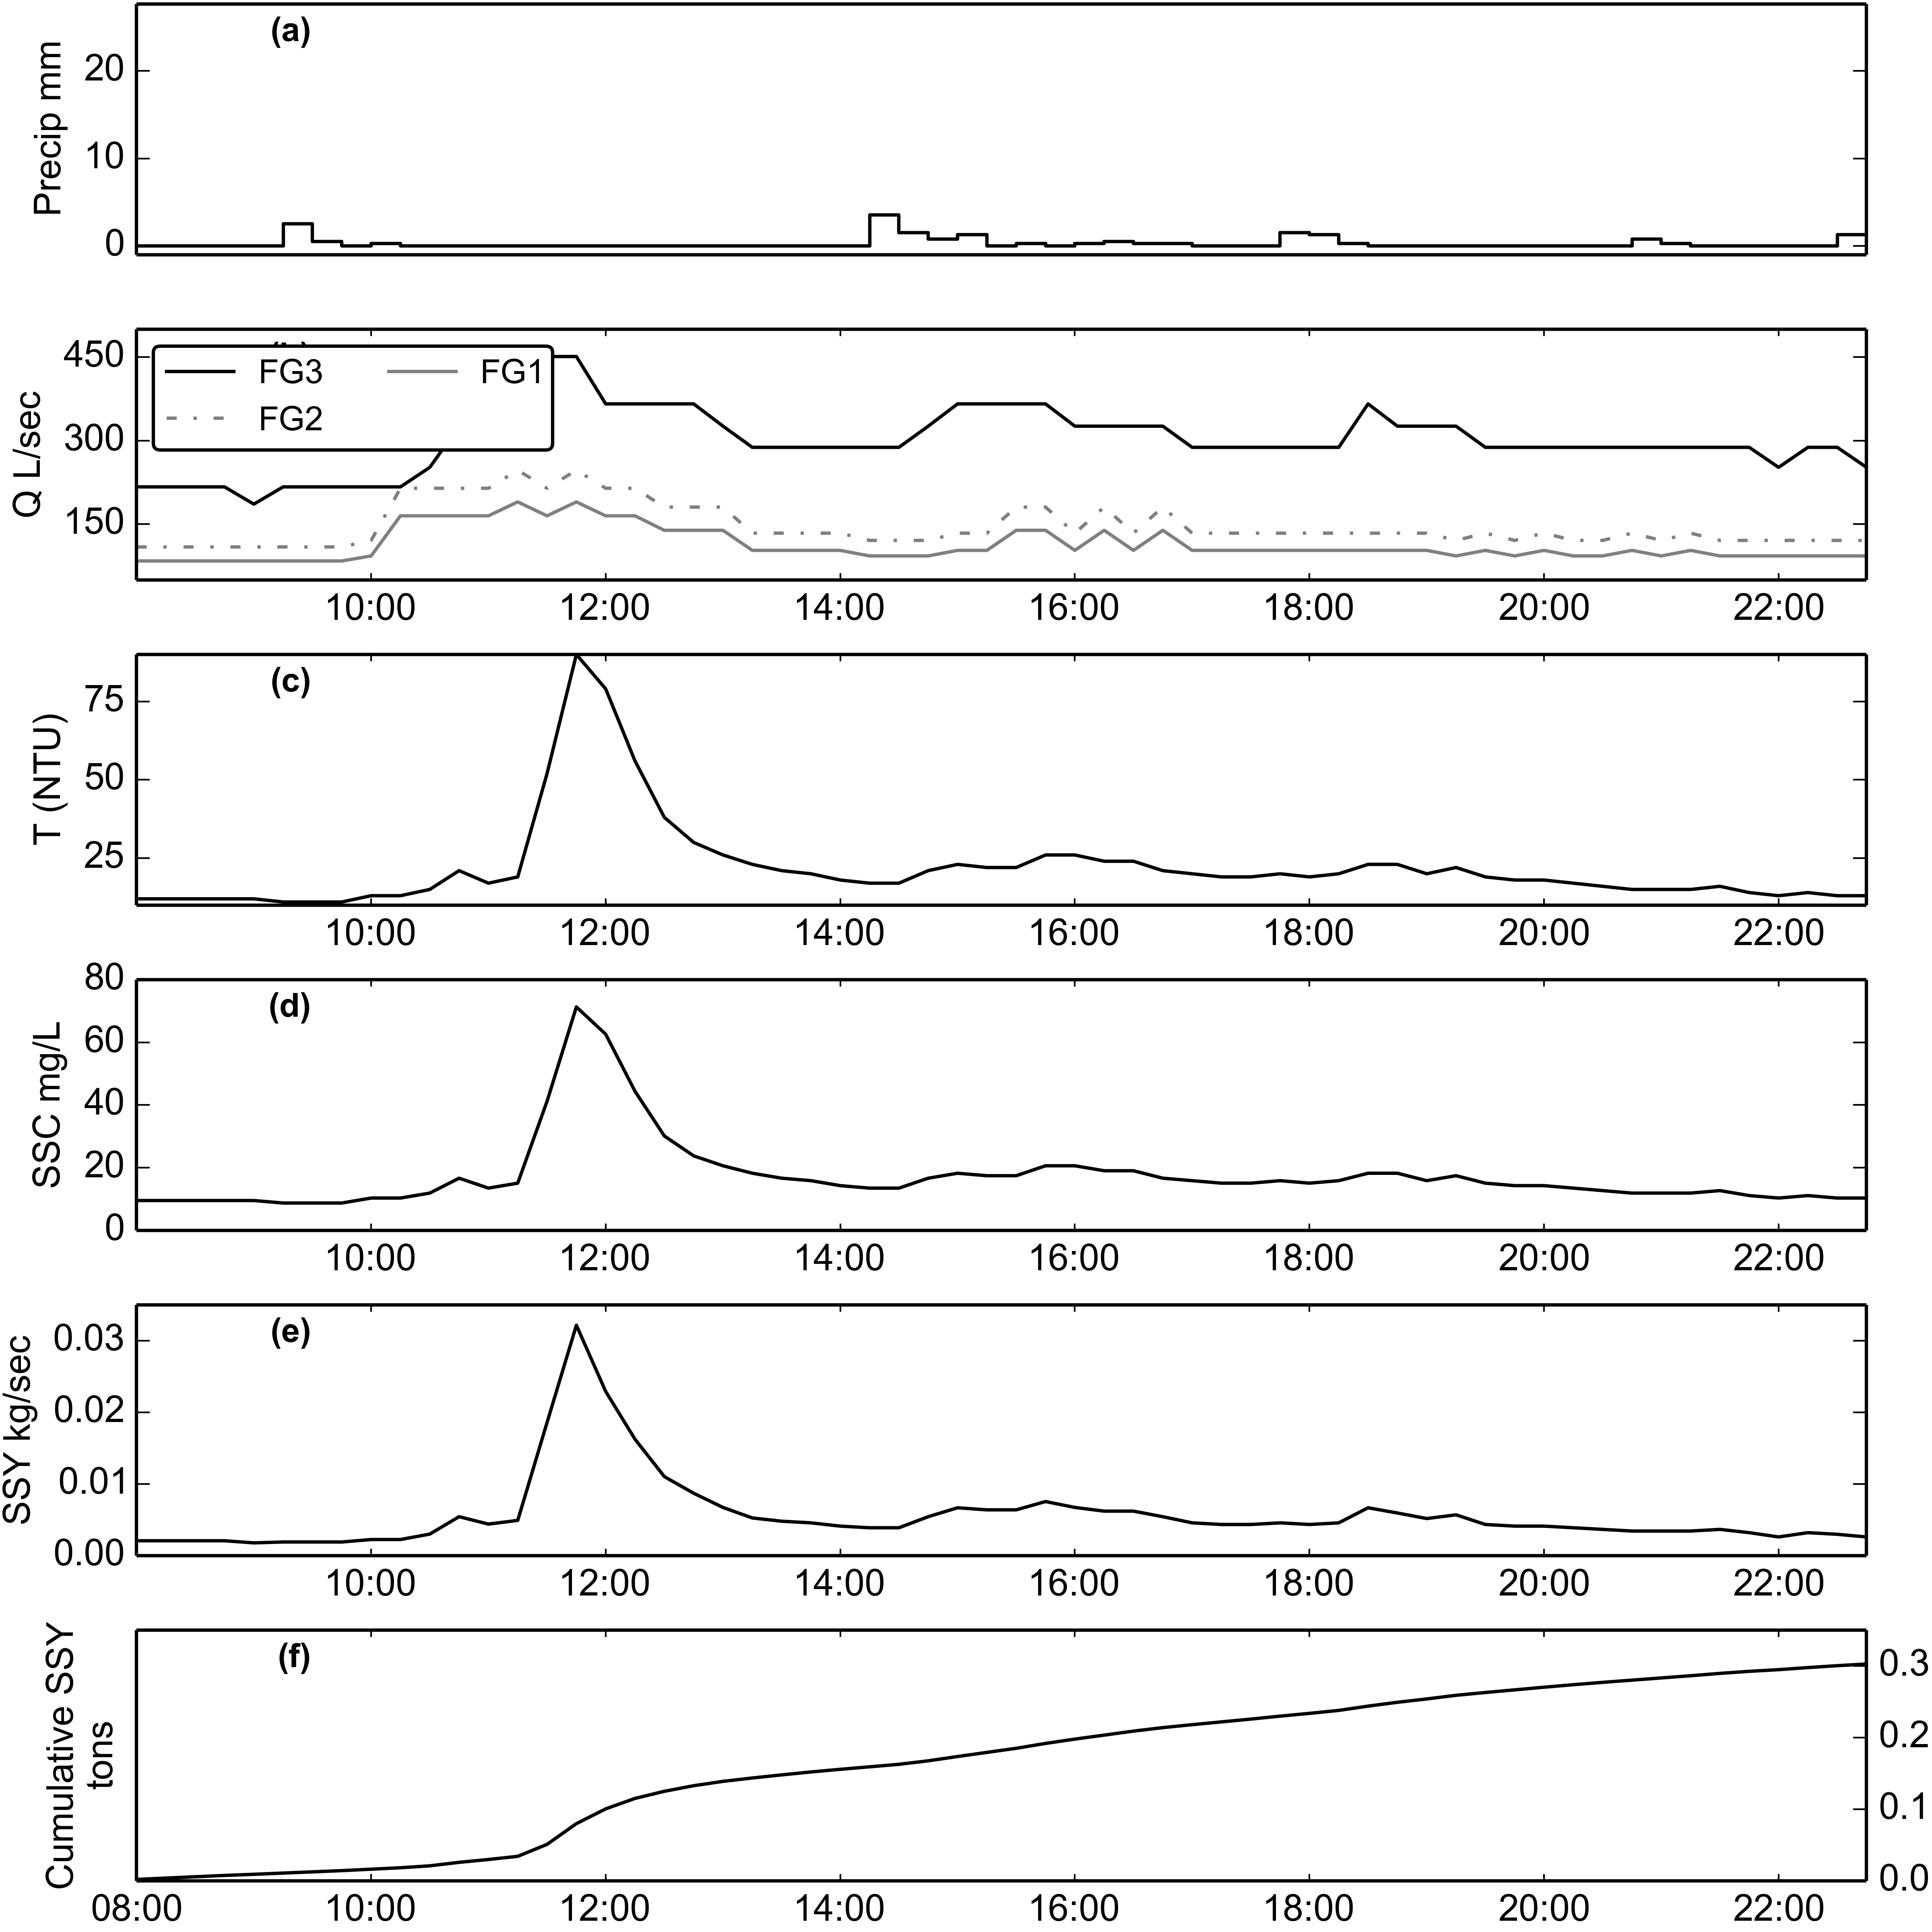 (a)
Precip mm
20
10
0
Q L/sec
450
300
150
FG3 FG1
FG2
10:00 12:00 14:00 16:00 18:00 20:00 22:00
(c)
T (NTU)
75
50
25
10:00 12:00 14:00 16:00 18:00 20:00 22:00
(d)
SSC mg/L
80
60
40
20
0
10:00 12:00 14:00 16:00 18:00 20:00 22:00
(e)
SSY kg/sec
0.03
0.02
0.01
0.00
10:00 12:00 14:00 16:00 18:00 20:00 22:00
(f)
Cumulative SSY
tons
0.3
0.2
0.1
0.0
08:00 10:00 12:00 14:00 16:00 18:00 20:00 22:00